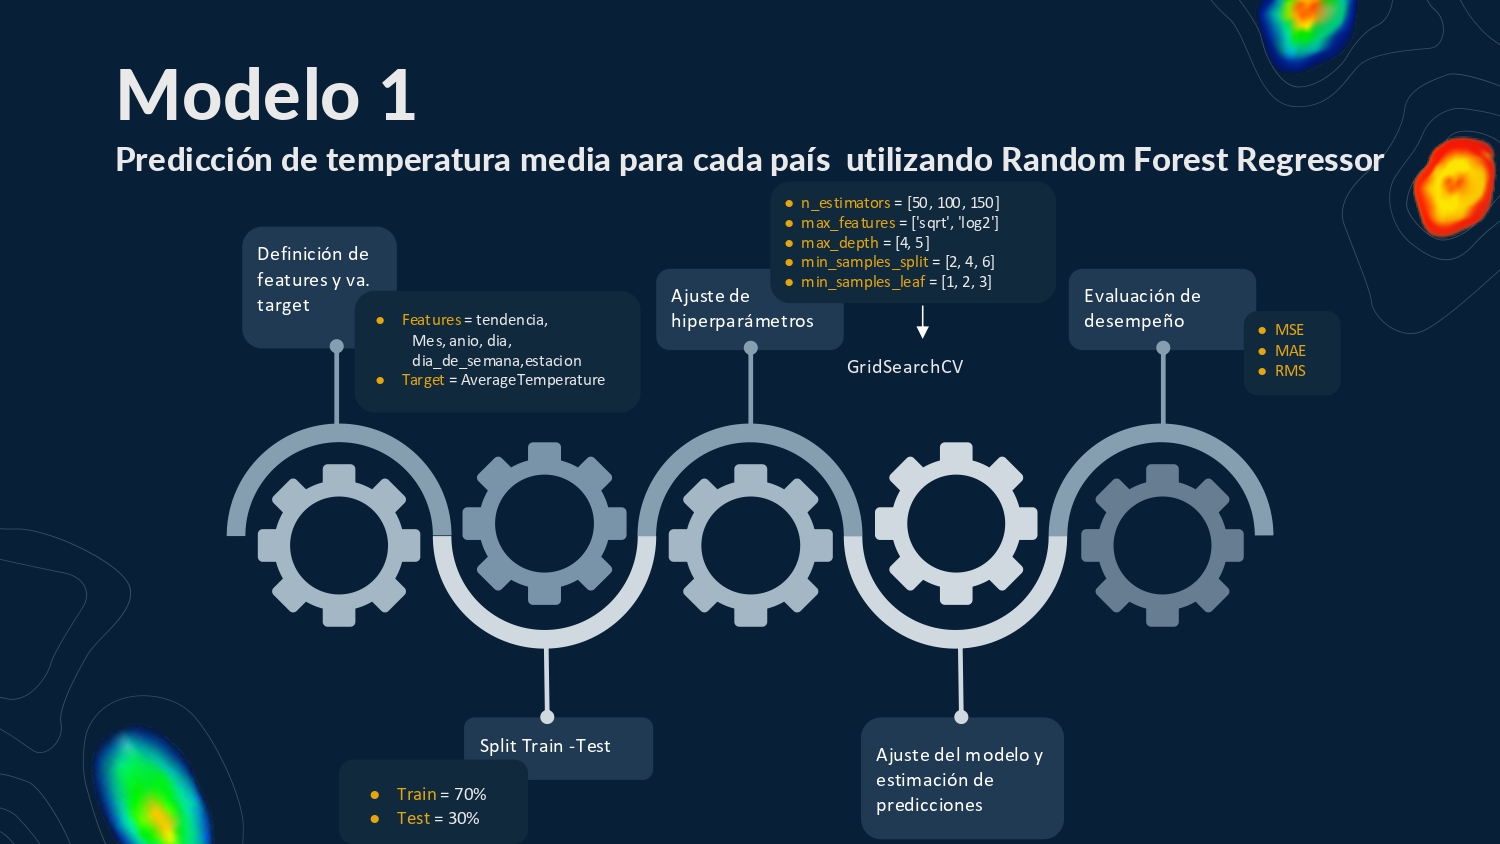 Modelo 1
Predicción de temperatura media para cada país utilizando Random Forest Regressor
Definición de
features y va.
target
● Features = tendencia,
Mes, anio, dia,
dia_de_semana,estacion
● Target = AverageTemperature
Split Train -Test
● Train = 70%
● Test = 30%
Ajuste de
hiperparámetros
● n_estimators = [50, 100, 150]
● max_features = ['sqrt', 'log2']
● max_depth = [4, 5]
● min_samples_split = [2, 4, 6]
● min_samples_leaf = [1, 2, 3]
GridSearchCV
Ajuste del modelo y
estimación de
predicciones
Evaluación de
desempeño
● MSE
● MAE
● RMS